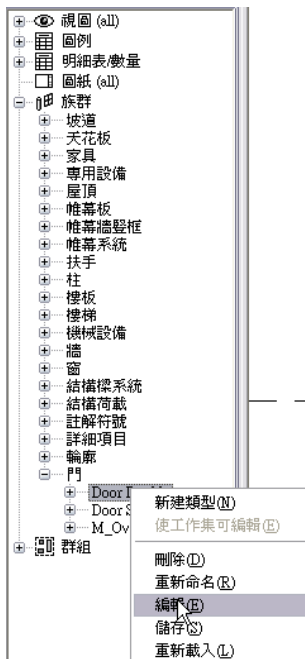 視圖 (all)
圖例
明細表/數量
圖紙 (all)
族群
坡道
天花板
家具
專用設備
屋頂
帷幕板
帷幕牆豎框
帷幕系統
扶手
柱
樓板
樓梯
機械設備
牆
窗
結構樑系統
結構荷載
註解符號
詳細項目
輪廓
門
Door
Door
M_Ov
群組
新建類型(N)
使工作集可編輯(E)
刪除(D)
重新命名(R)
編輯(E)
儲存(S)
重新載入(L)